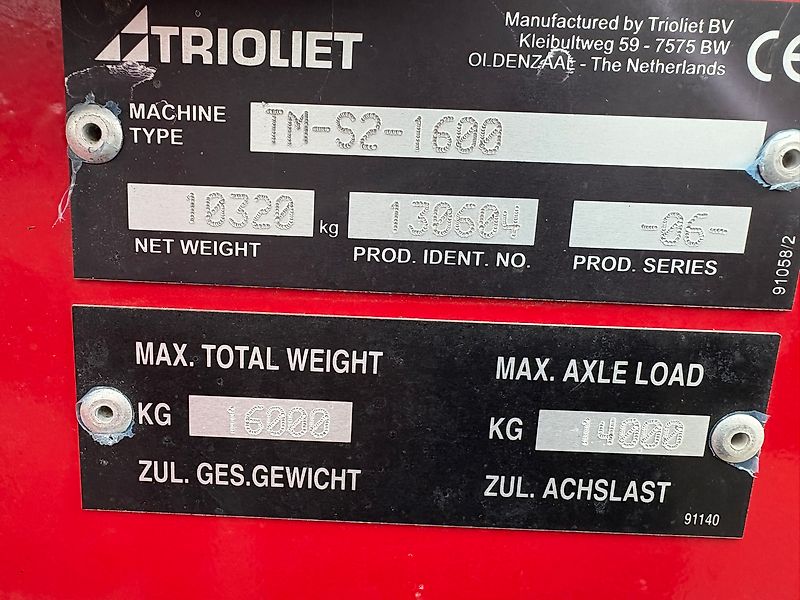 TRIOLIET
Manufactured by Trioliet BV
Kleibultweg 59 - 7575 BW
OLDENZAAL - The Netherlands
CE
MACHINE
TYPE
TM-S2-1600
10320 kg
NET WEIGHT
130604
PROD. IDENT. NO.
-06-
PROD. SERIES
91058/2
MAX. TOTAL WEIGHT
KG 16000
ZUL. GES.GEWICHT
MAX. AXLE LOAD
KG 14000
ZUL. ACHSLAST
91140